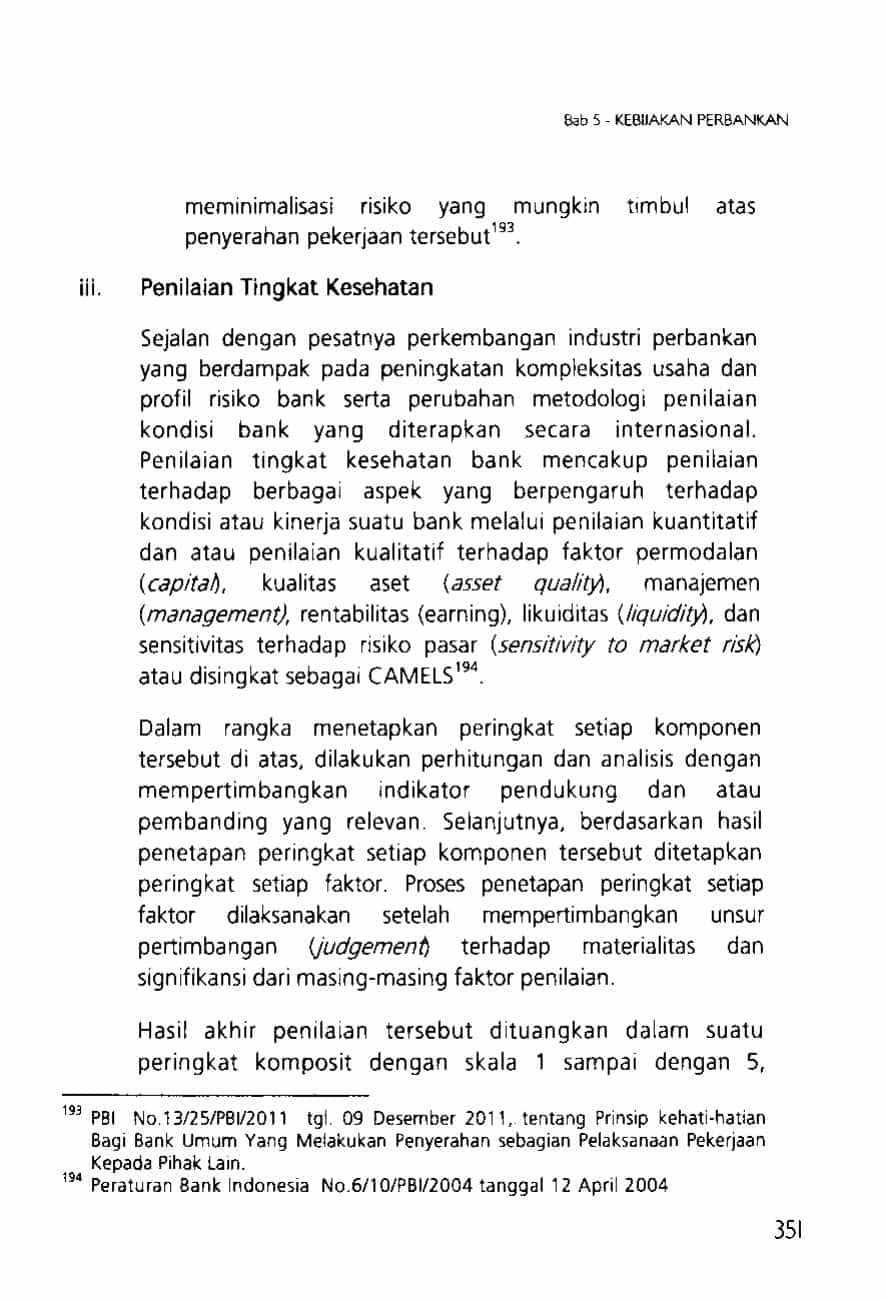 Bab 5 - KEBIJAKAN PERBANKAN
meminimalisasi risiko yang mungkin timbul atas
penyerahan pekerjaan tersebut193.
iii. Penilaian Tingkat Kesehatan
Sejalan dengan pesatnya perkembangan industri perbankan
yang berdampak pada peningkatan kompleksitas usaha dan
profil risiko bank serta perubahan metodologi penilaian
kondisi bank yang diterapkan secara internasional.
Penilaian tingkat kesehatan bank mencakup penilaian
terhadap berbagai aspek yang berpengaruh terhadap
kondisi atau kinerja suatu bank melalui penilaian kuantitatif
dan atau penilaian kualitatif terhadap faktor permodalan
(capital), kualitas aset (asset quality), manajemen
(management), rentabilitas (earning), likuiditas (liquidity), dan
sensitivitas terhadap risiko pasar (sensitivity to market risk)
atau disingkat sebagai CAMELS194.
Dalam rangka menetapkan peringkat setiap komponen
tersebut di atas, dilakukan perhitungan dan analisis dengan
mempertimbangkan indikator pendukung dan atau
pembanding yang relevan. Selanjutnya, berdasarkan hasil
penetapan peringkat setiap komponen tersebut ditetapkan
peringkat setiap faktor. Proses penetapan peringkat setiap
faktor dilaksanakan setelah mempertimbangkan unsur
pertimbangan (judgement) terhadap materialitas dan
signifikansi dari masing-masing faktor penilaian.
Hasil akhir penilaian tersebut dituangkan dalam suatu
peringkat komposit dengan skala 1 sampai dengan 5,
193 PBI No.13/25/PBI/2011 tgl. 09 Desember 2011,. tentang Prinsip kehati-hatian
Bagi Bank Umum Yang Melakukan Penyerahan sebagian Pelaksanaan Pekerjaan
Kepada Pihak Lain.
194 Peraturan Bank Indonesia No.6/10/PBI/2004 tanggal 12 April 2004
351